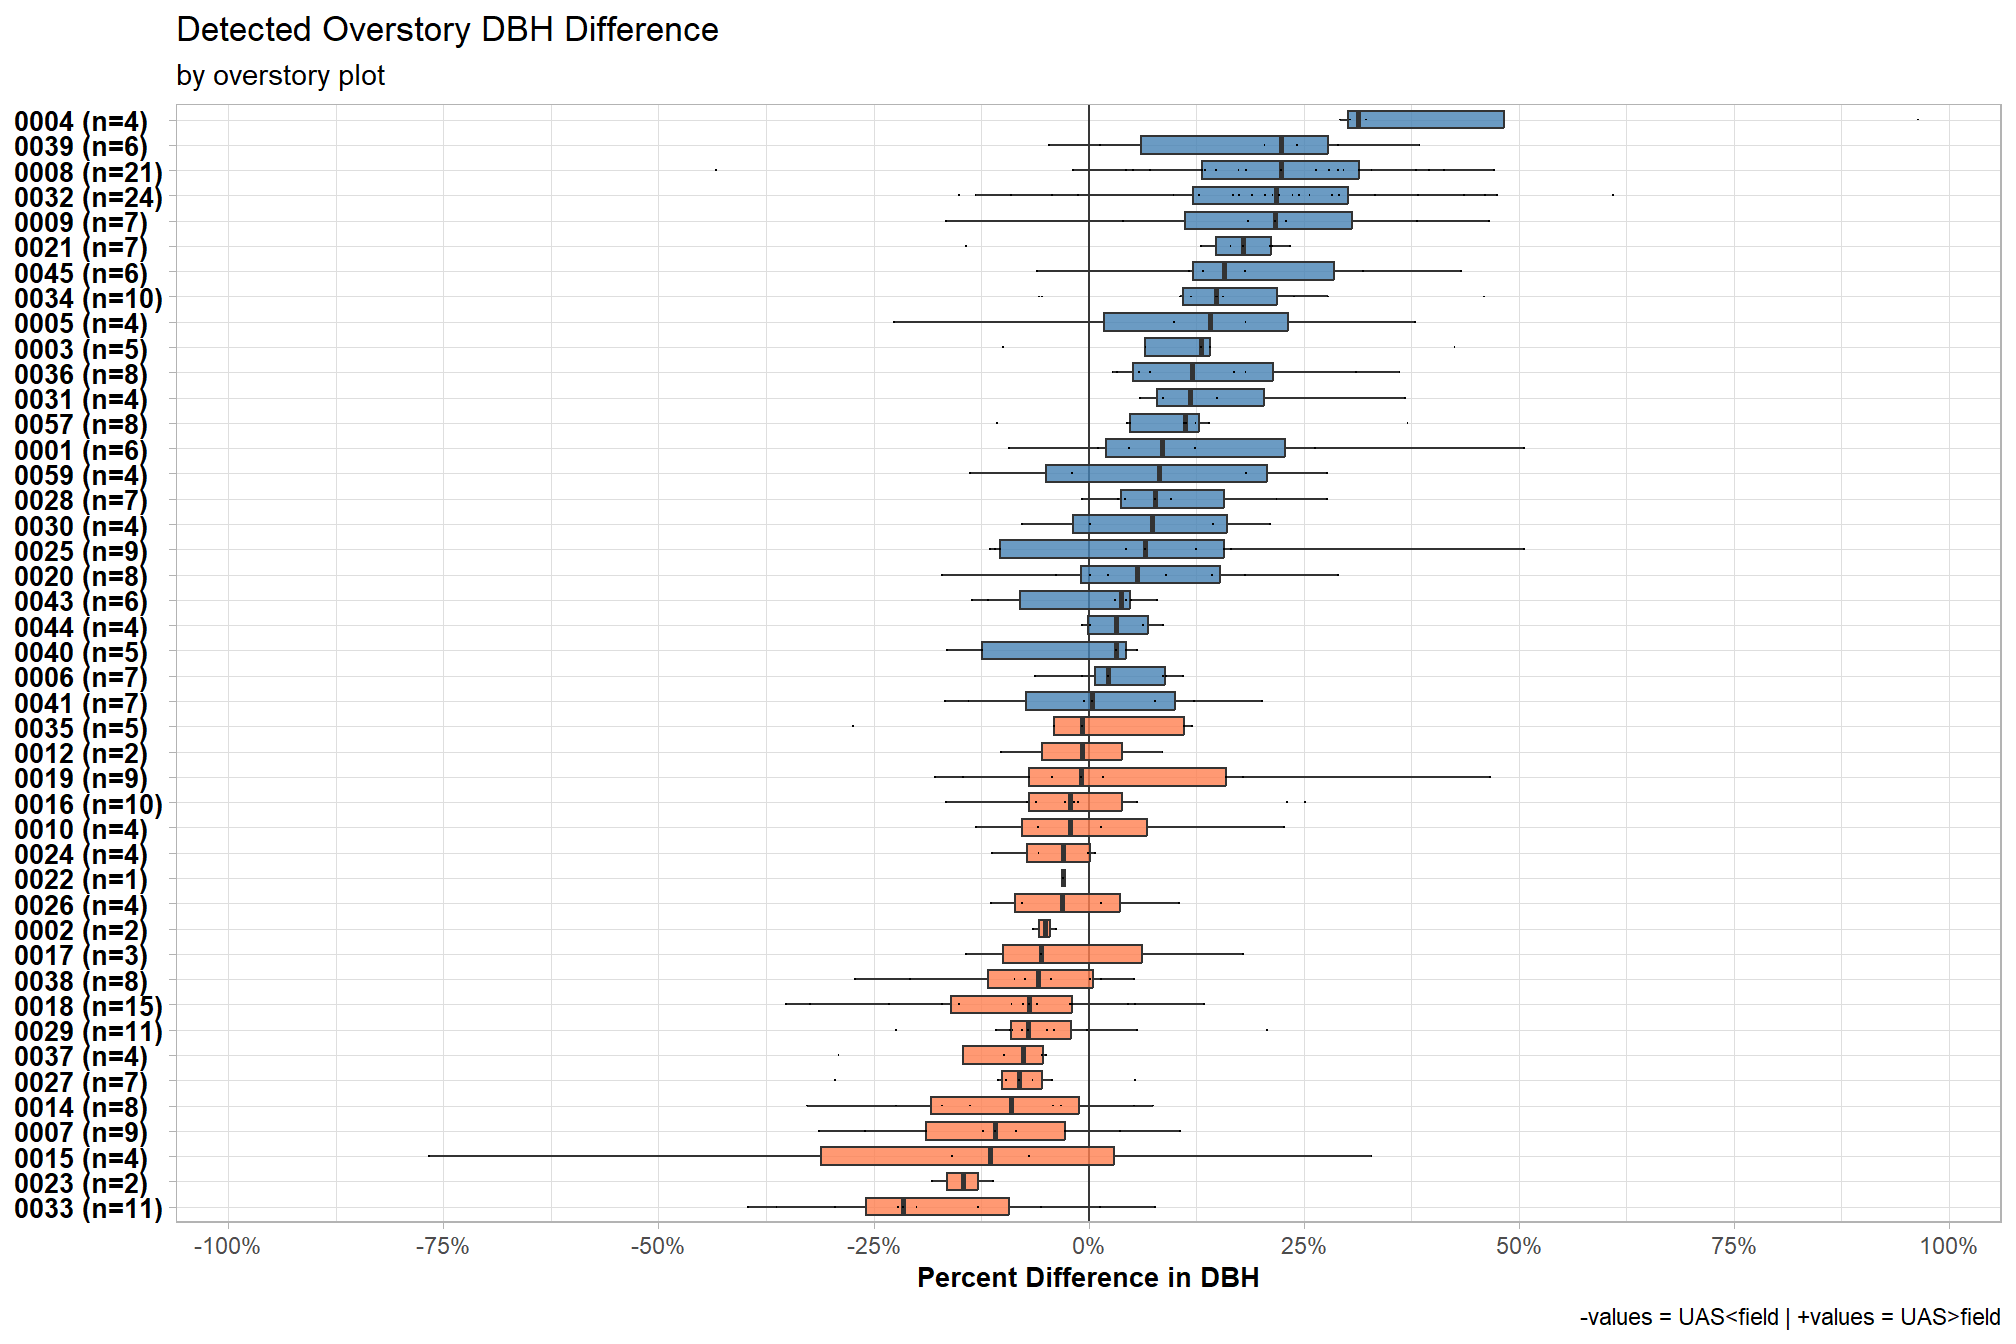 Detected Overstory DBH Difference
by overstory plot
0004 (n=4)
0039 (n=6)
0008 (n=21)
0032 (n=24)
0009 (n=7)
0021 (n=7)
0045 (n=6)
0034 (n=10)
0005 (n=4)
0003 (n=5)
0036 (n=8)
0031 (n=4)
0057 (n=8)
0001 (n=6)
0059 (n=4)
0028 (n=7)
0030 (n=4)
0025 (n=9)
0020 (n=8)
0043 (n=6)
0044 (n=4)
0040 (n=5)
0006 (n=7)
0041 (n=7)
0035 (n=5)
0012 (n=2)
0019 (n=9)
0016 (n=10)
0010 (n=4)
0024 (n=4)
0022 (n=1)
0026 (n=4)
0002 (n=2)
0017 (n=3)
0038 (n=8)
0018 (n=15)
0029 (n=11)
0037 (n=4)
0027 (n=7)
0014 (n=8)
0007 (n=9)
0015 (n=4)
0023 (n=2)
0033 (n=11)
-100% -75% -50% -25% 0% 25% 50% 75% 100%
Percent Difference in DBH
-values = UAS<field | +values = UAS>field